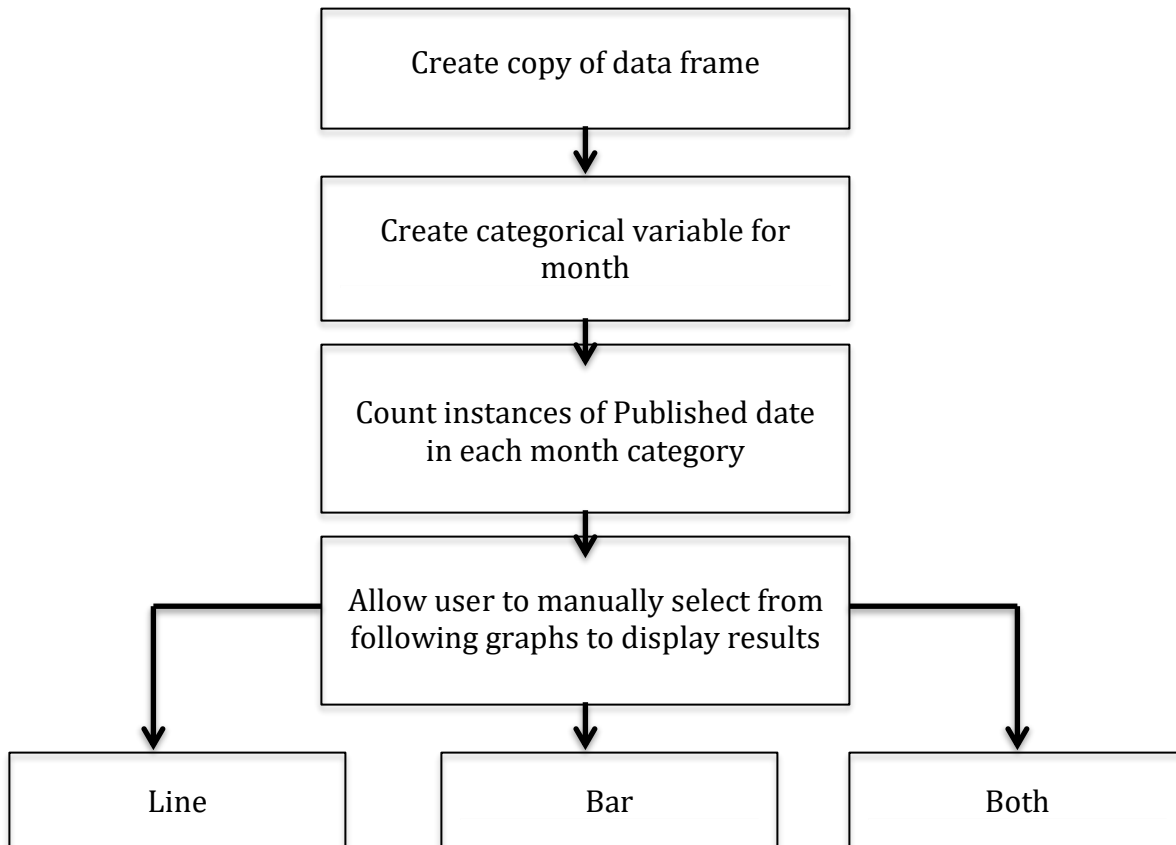 Create copy of data frame
Create categorical variable for
month
Count instances of Published date
in each month category
Allow user to manually select from
following graphs to display results
Line
Bar
Both